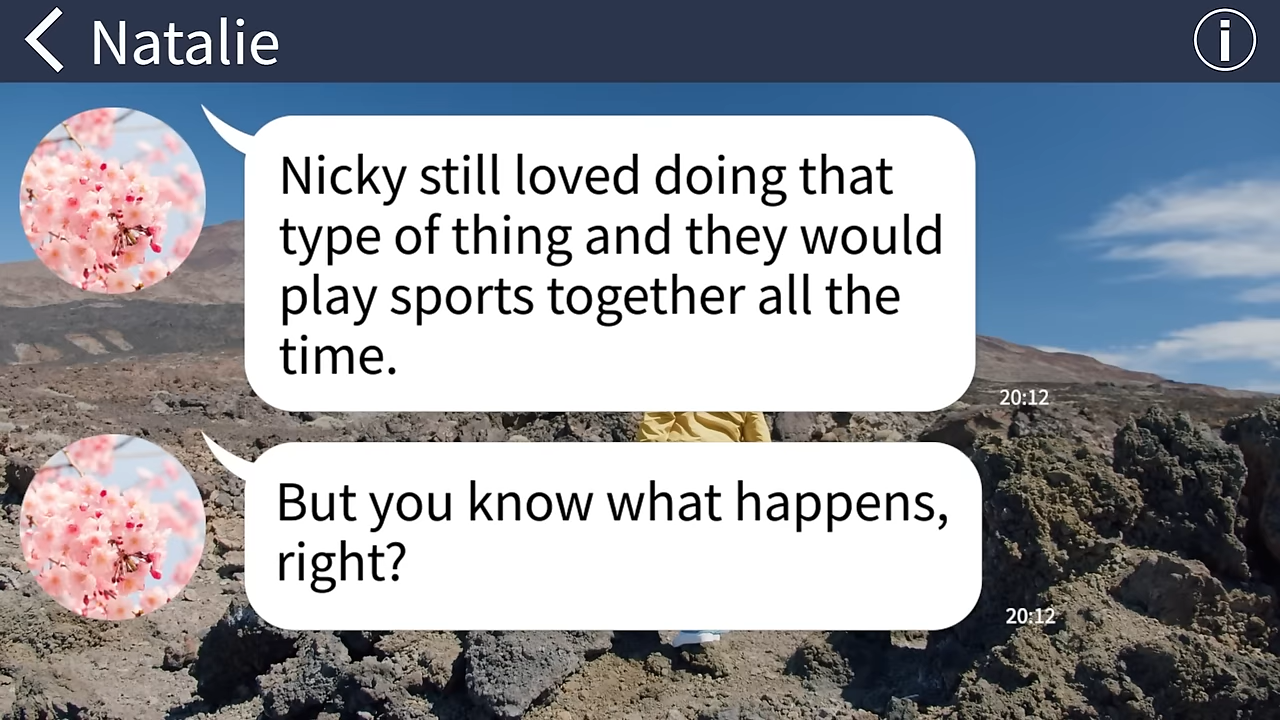 Natalie
Nicky still loved doing that
type of thing and they would
play sports together all the
time.
20:12
But you know what happens,
right?
20:12